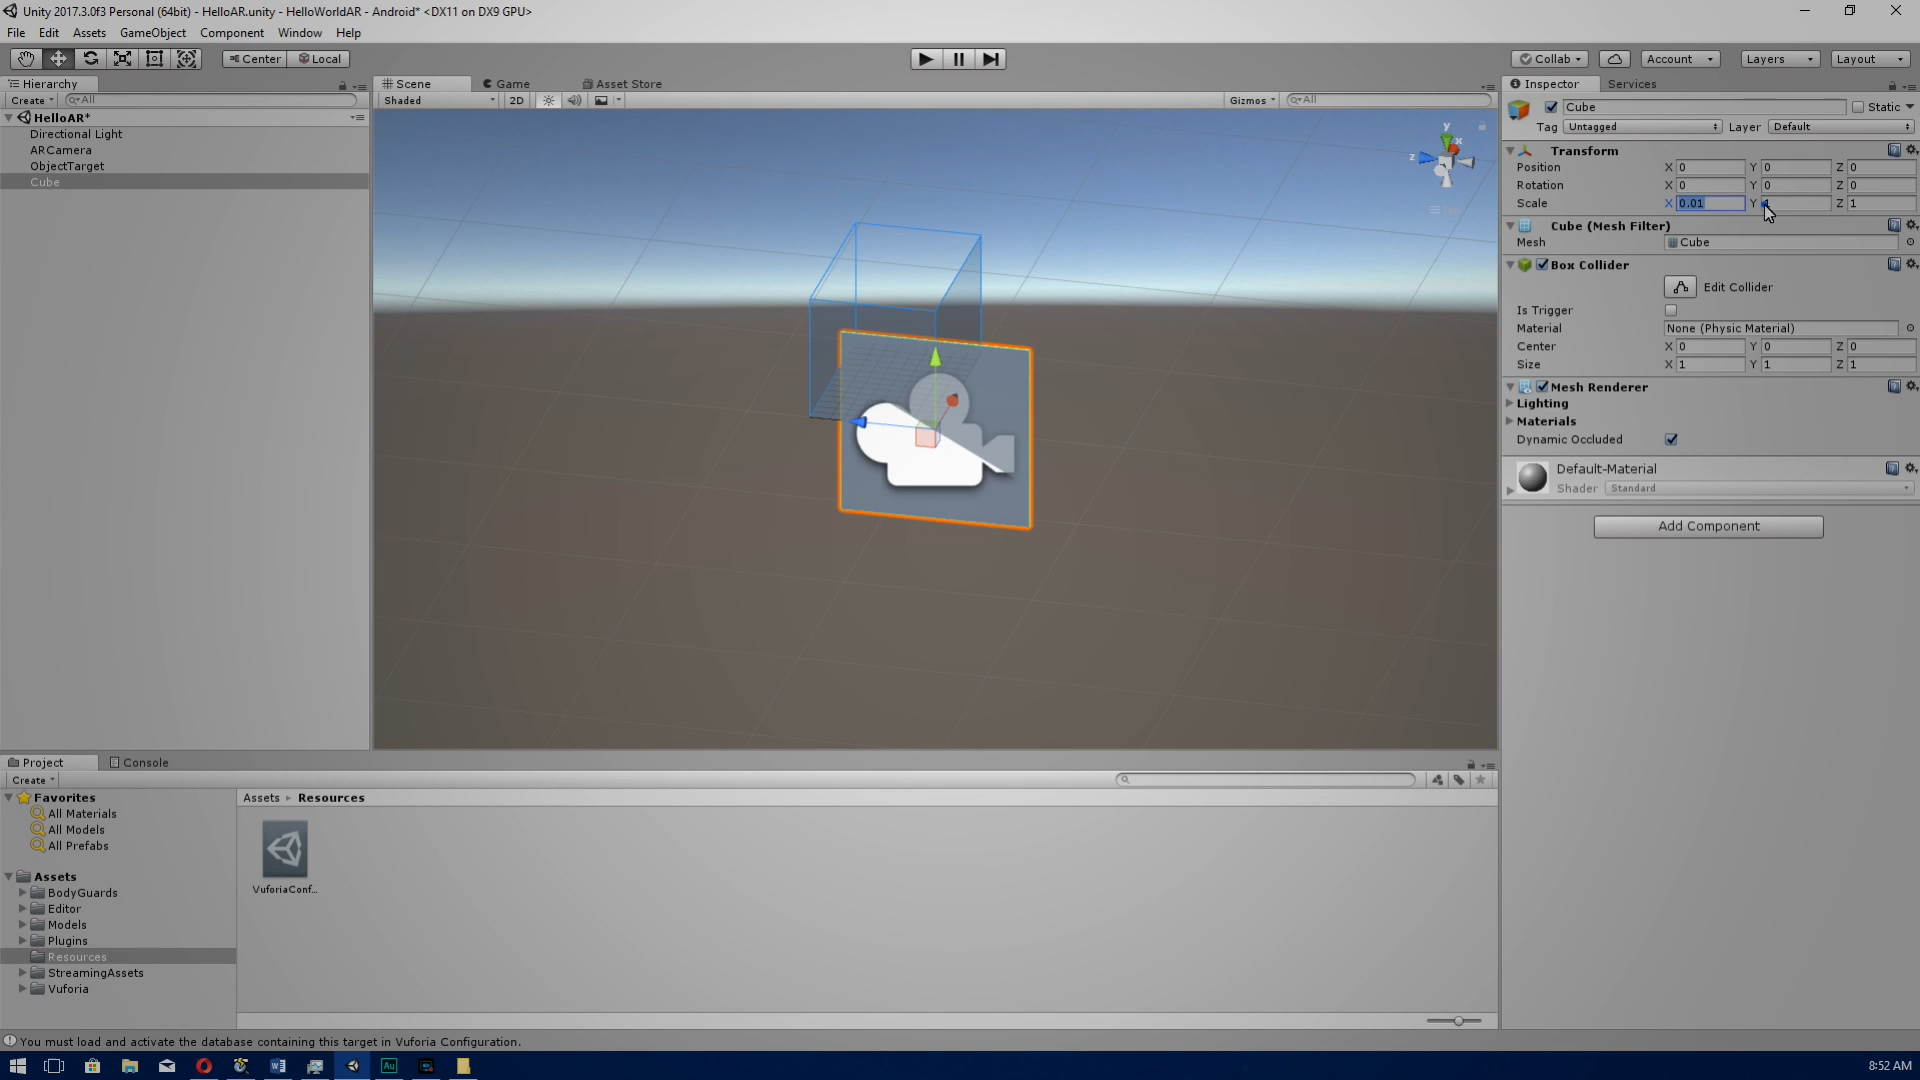 Unity 2017.3.0f3 Personal (64bit) - HelloAR.unity - HelloWorldAR - Android* <DX11 on DX9 GPU>
File Edit Assets GameObject Component Window Help
Center Local Collab Account Layers Layout
Hierarchy
Create All
HelloAR*
Directional Light
ARCamera
ObjectTarget
Cube
Scene Game Asset Store
Shaded 2D Gizmos All
y
x
z
Inspector Services
Cube Static
Tag Untagged Layer Default
Transform
Position X 0 Y 0 Z 0
Rotation X 0 Y 0 Z 0
Scale X 0.01 Y 1 Z 1
Cube (Mesh Filter)
Mesh Cube
Box Collider
Edit Collider
Is Trigger
Material None (Physic Material)
Center X 0 Y 0 Z 0
Size X 1 Y 1 Z 1
Mesh Renderer
Lighting
Materials
Dynamic Occluded
Default-Material
Shader Standard
Add Component
Project Console
Create
Favorites
All Materials
All Models
All Prefabs
Assets
BodyGuards
Editor
Models
Plugins
Resources
StreamingAssets
Vuforia
Assets Resources
VuforiaConf...
You must load and activate the database containing this target in Vuforia Configuration.
Au
8:52 AM